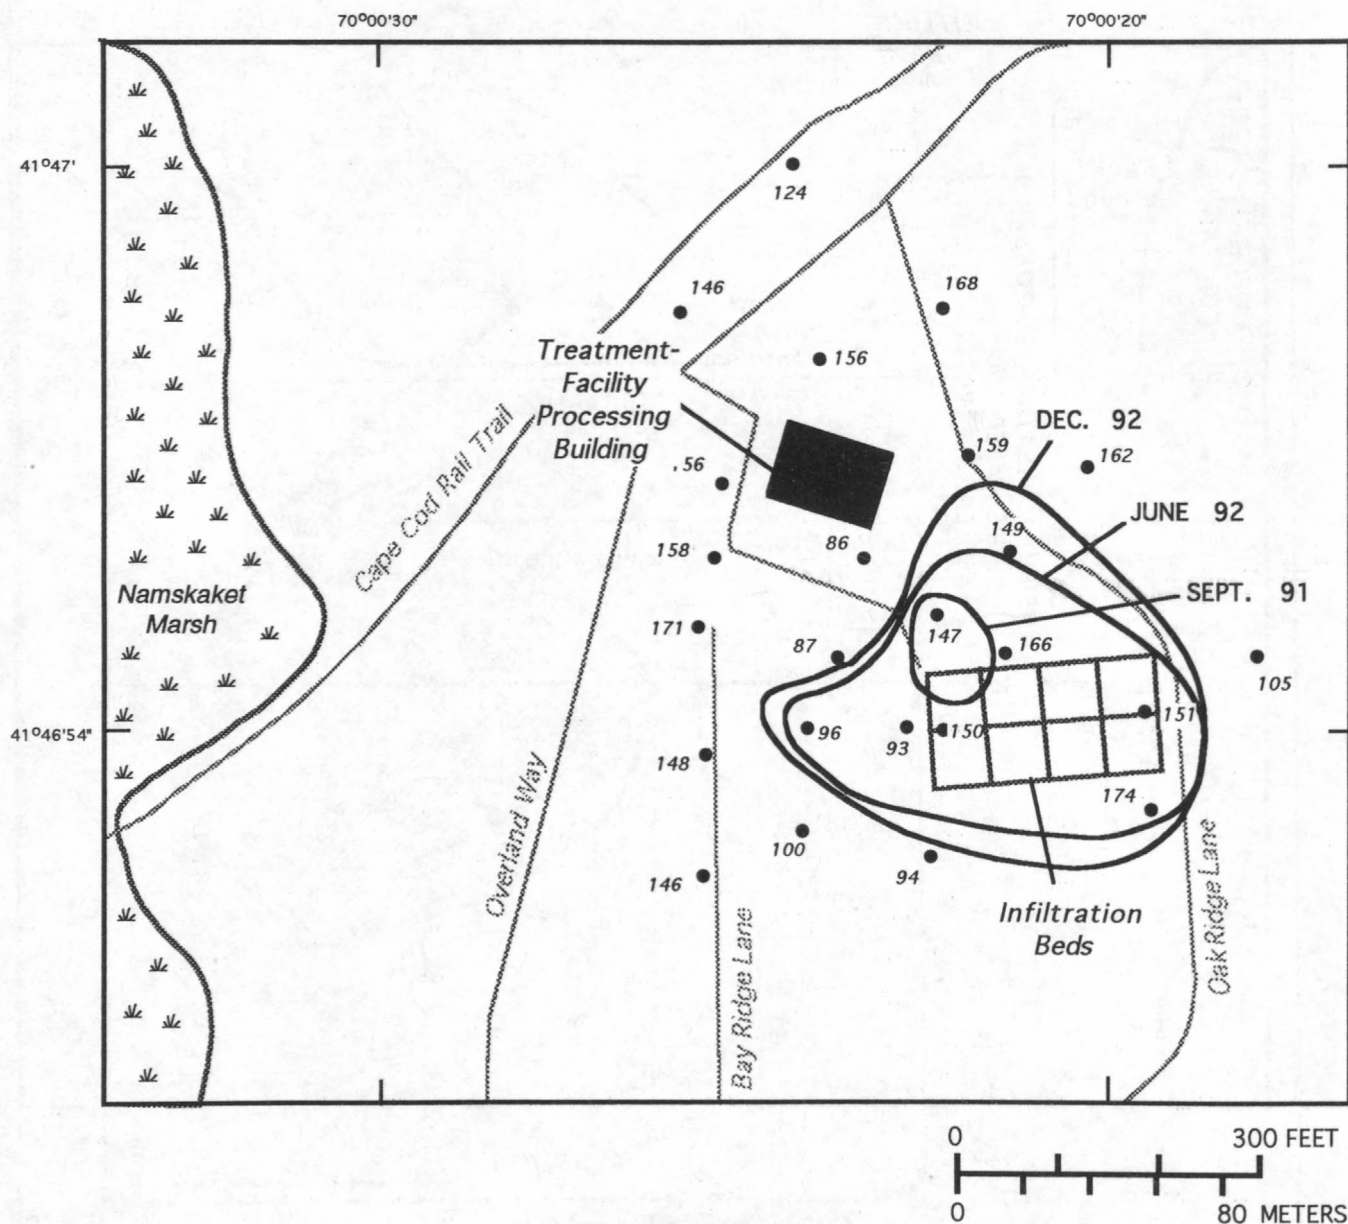 70°00'30"
70°00'20"
41°47'
124
146
168
Treatment-
Facility
Processing
Building
156
DEC. 92
159
162
.56
JUNE 92
149
158
86
Cape Cod Rail Trail
SEPT. 91
Namskaket
Marsh
171
147
87
166
105
151
41°46'54"
96
93
150
148
174
100
94
146
Overland Way
Bay Ridge Lane
Oak Ridge Lane
Infiltration
Beds
0
300 FEET
0
80 METERS